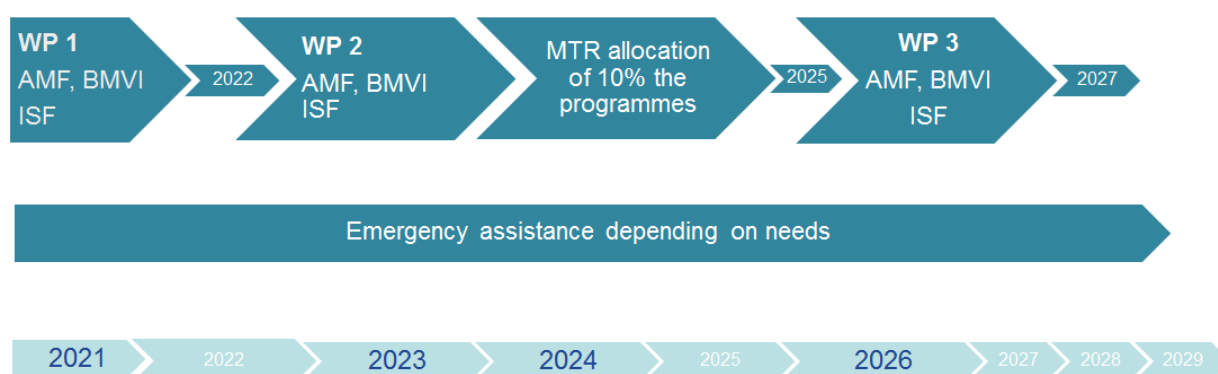 WP 1
AMF, BMVI
ISF
2022
WP 2
AMF, BMVI
ISF
MTR allocation
of 10% the
programmes
2025
WP 3
AMF, BMVI
ISF
2027
Emergency assistance depending on needs
2021
2022
2023
2024
2025
2026
2027
2028
2029